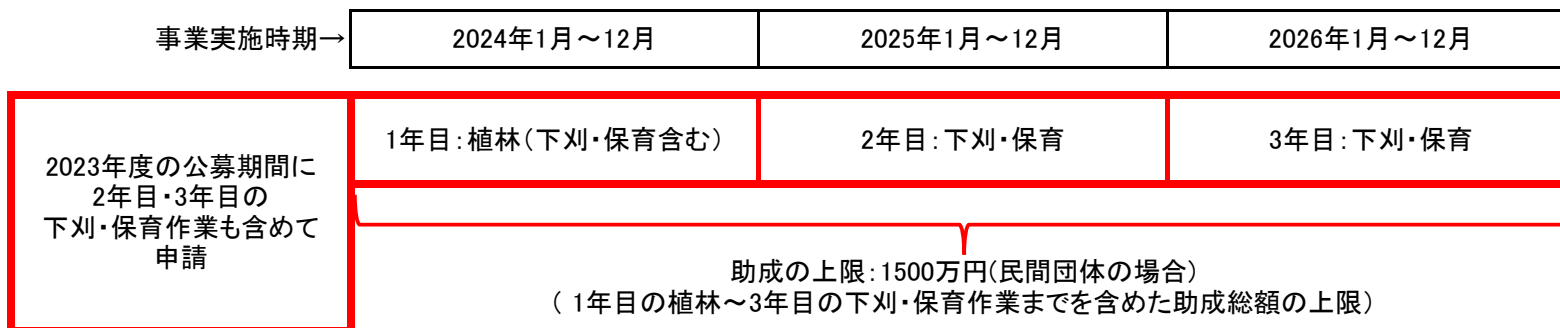 事業実施時期→
2024年1月～12月
2025年1月～12月
2026年1月～12月
2023年度の公募期間に
2年目・3年目の
下刈・保育作業も含めて
申請
1年目：植林（下刈・保育含む）
2年目：下刈・保育
3年目：下刈・保育
助成の上限：1500万円(民間団体の場合)
（ 1年目の植林～3年目の下刈・保育作業までを含めた助成総額の上限）